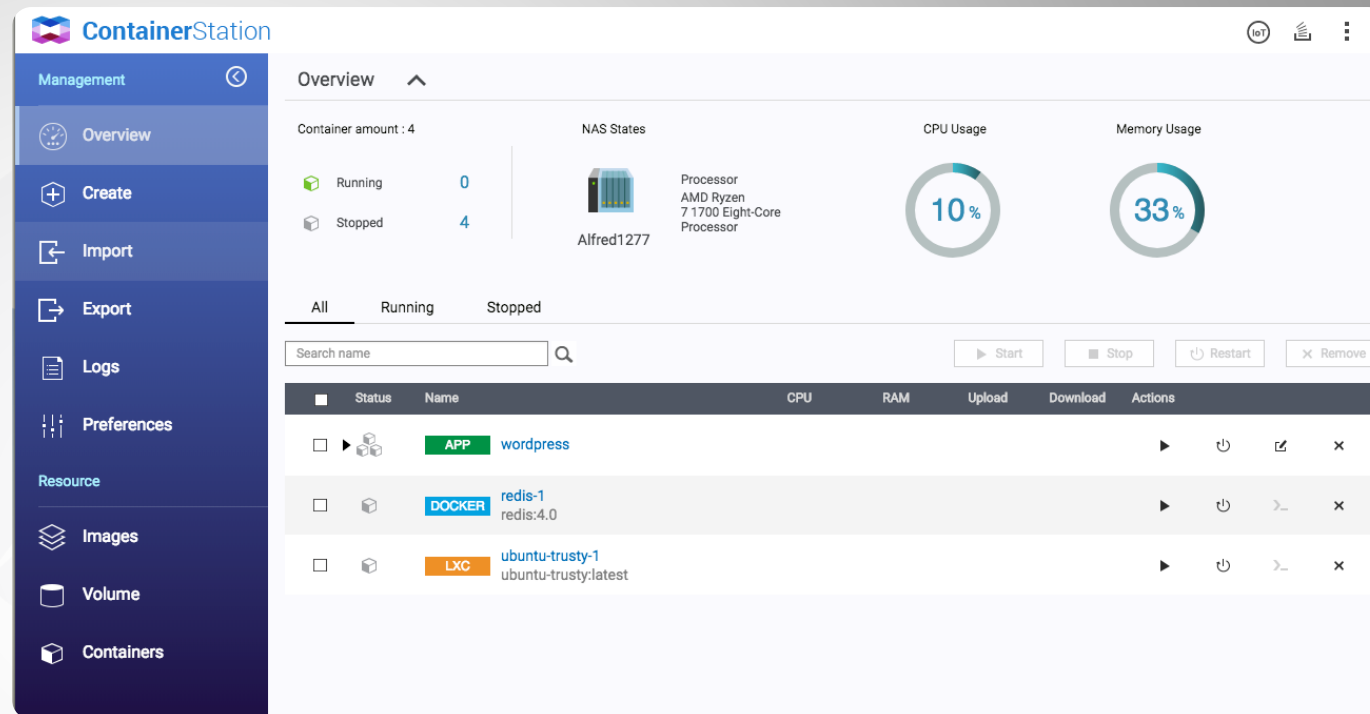 ContainerStation
IoT
Management
Overview
Create
Import
Export
Logs
Preferences
Resource
Images
Volume
Containers
Overview
Container amount : 4
Running 0
Stopped 4
NAS States
Alfred1277
Processor
AMD Ryzen
7 1700 Eight-Core
Processor
CPU Usage
10 %
Memory Usage
33 %
All Running Stopped
Search name
Start Stop Restart Remove
Status Name CPU RAM Upload Download Actions
APP wordpress
DOCKER redis-1
redis:4.0
LXC ubuntu-trusty-1
ubuntu-trusty:latest